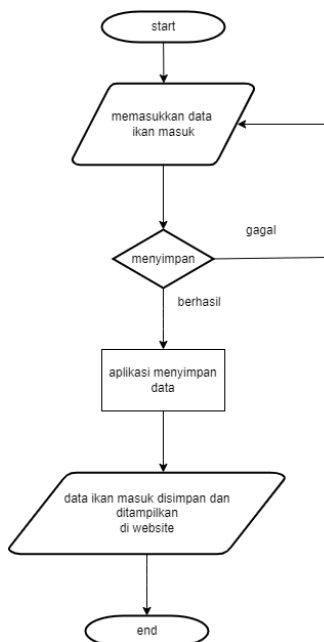 start
memasukkan data
ikan masuk
gagal
menyimpan
berhasil
aplikasi menyimpan
data
data ikan masuk disimpan dan
ditampilkan
di website
end